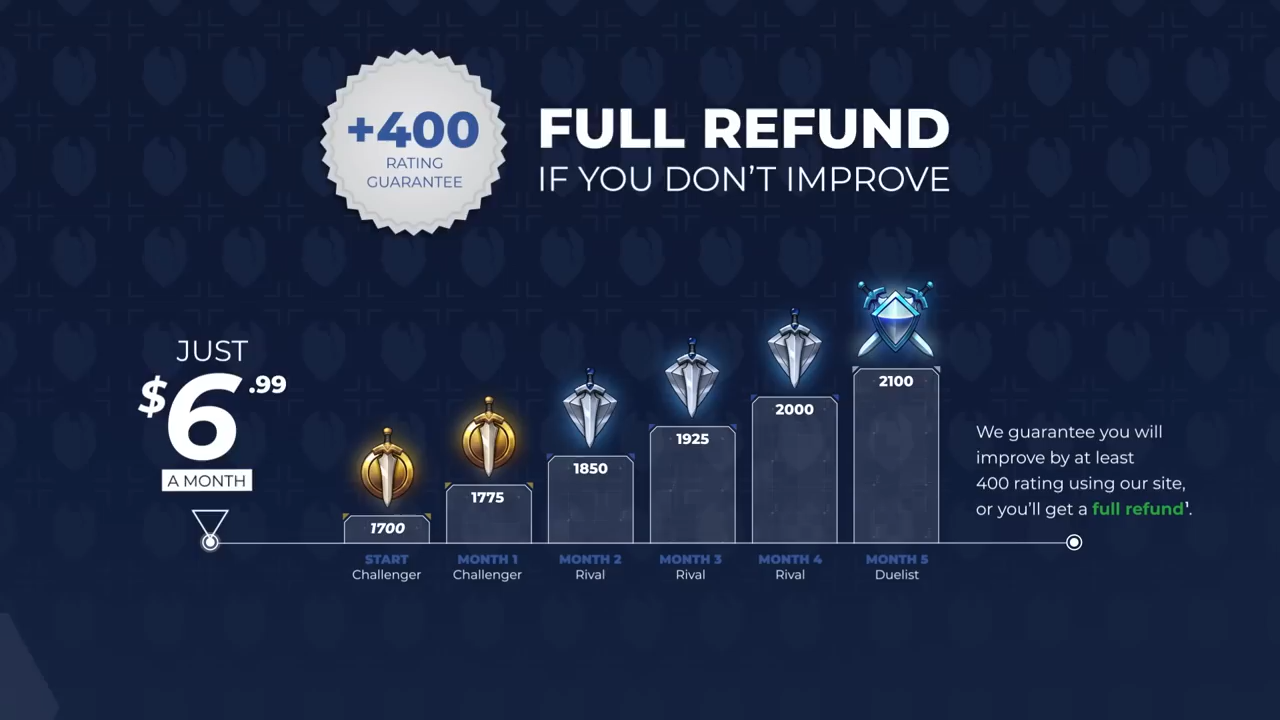 +400
RATING
GUARANTEE
FULL REFUND
IF YOU DON'T IMPROVE
JUST
$6.99
A MONTH
1700
1775
1850
1925
2000
2100
START
Challenger
MONTH 1
Challenger
MONTH 2
Rival
MONTH 3
Rival
MONTH 4
Rival
MONTH 5
Duelist
We guarantee you will
improve by at least
400 rating using our site,
or you'll get a full refund¹.